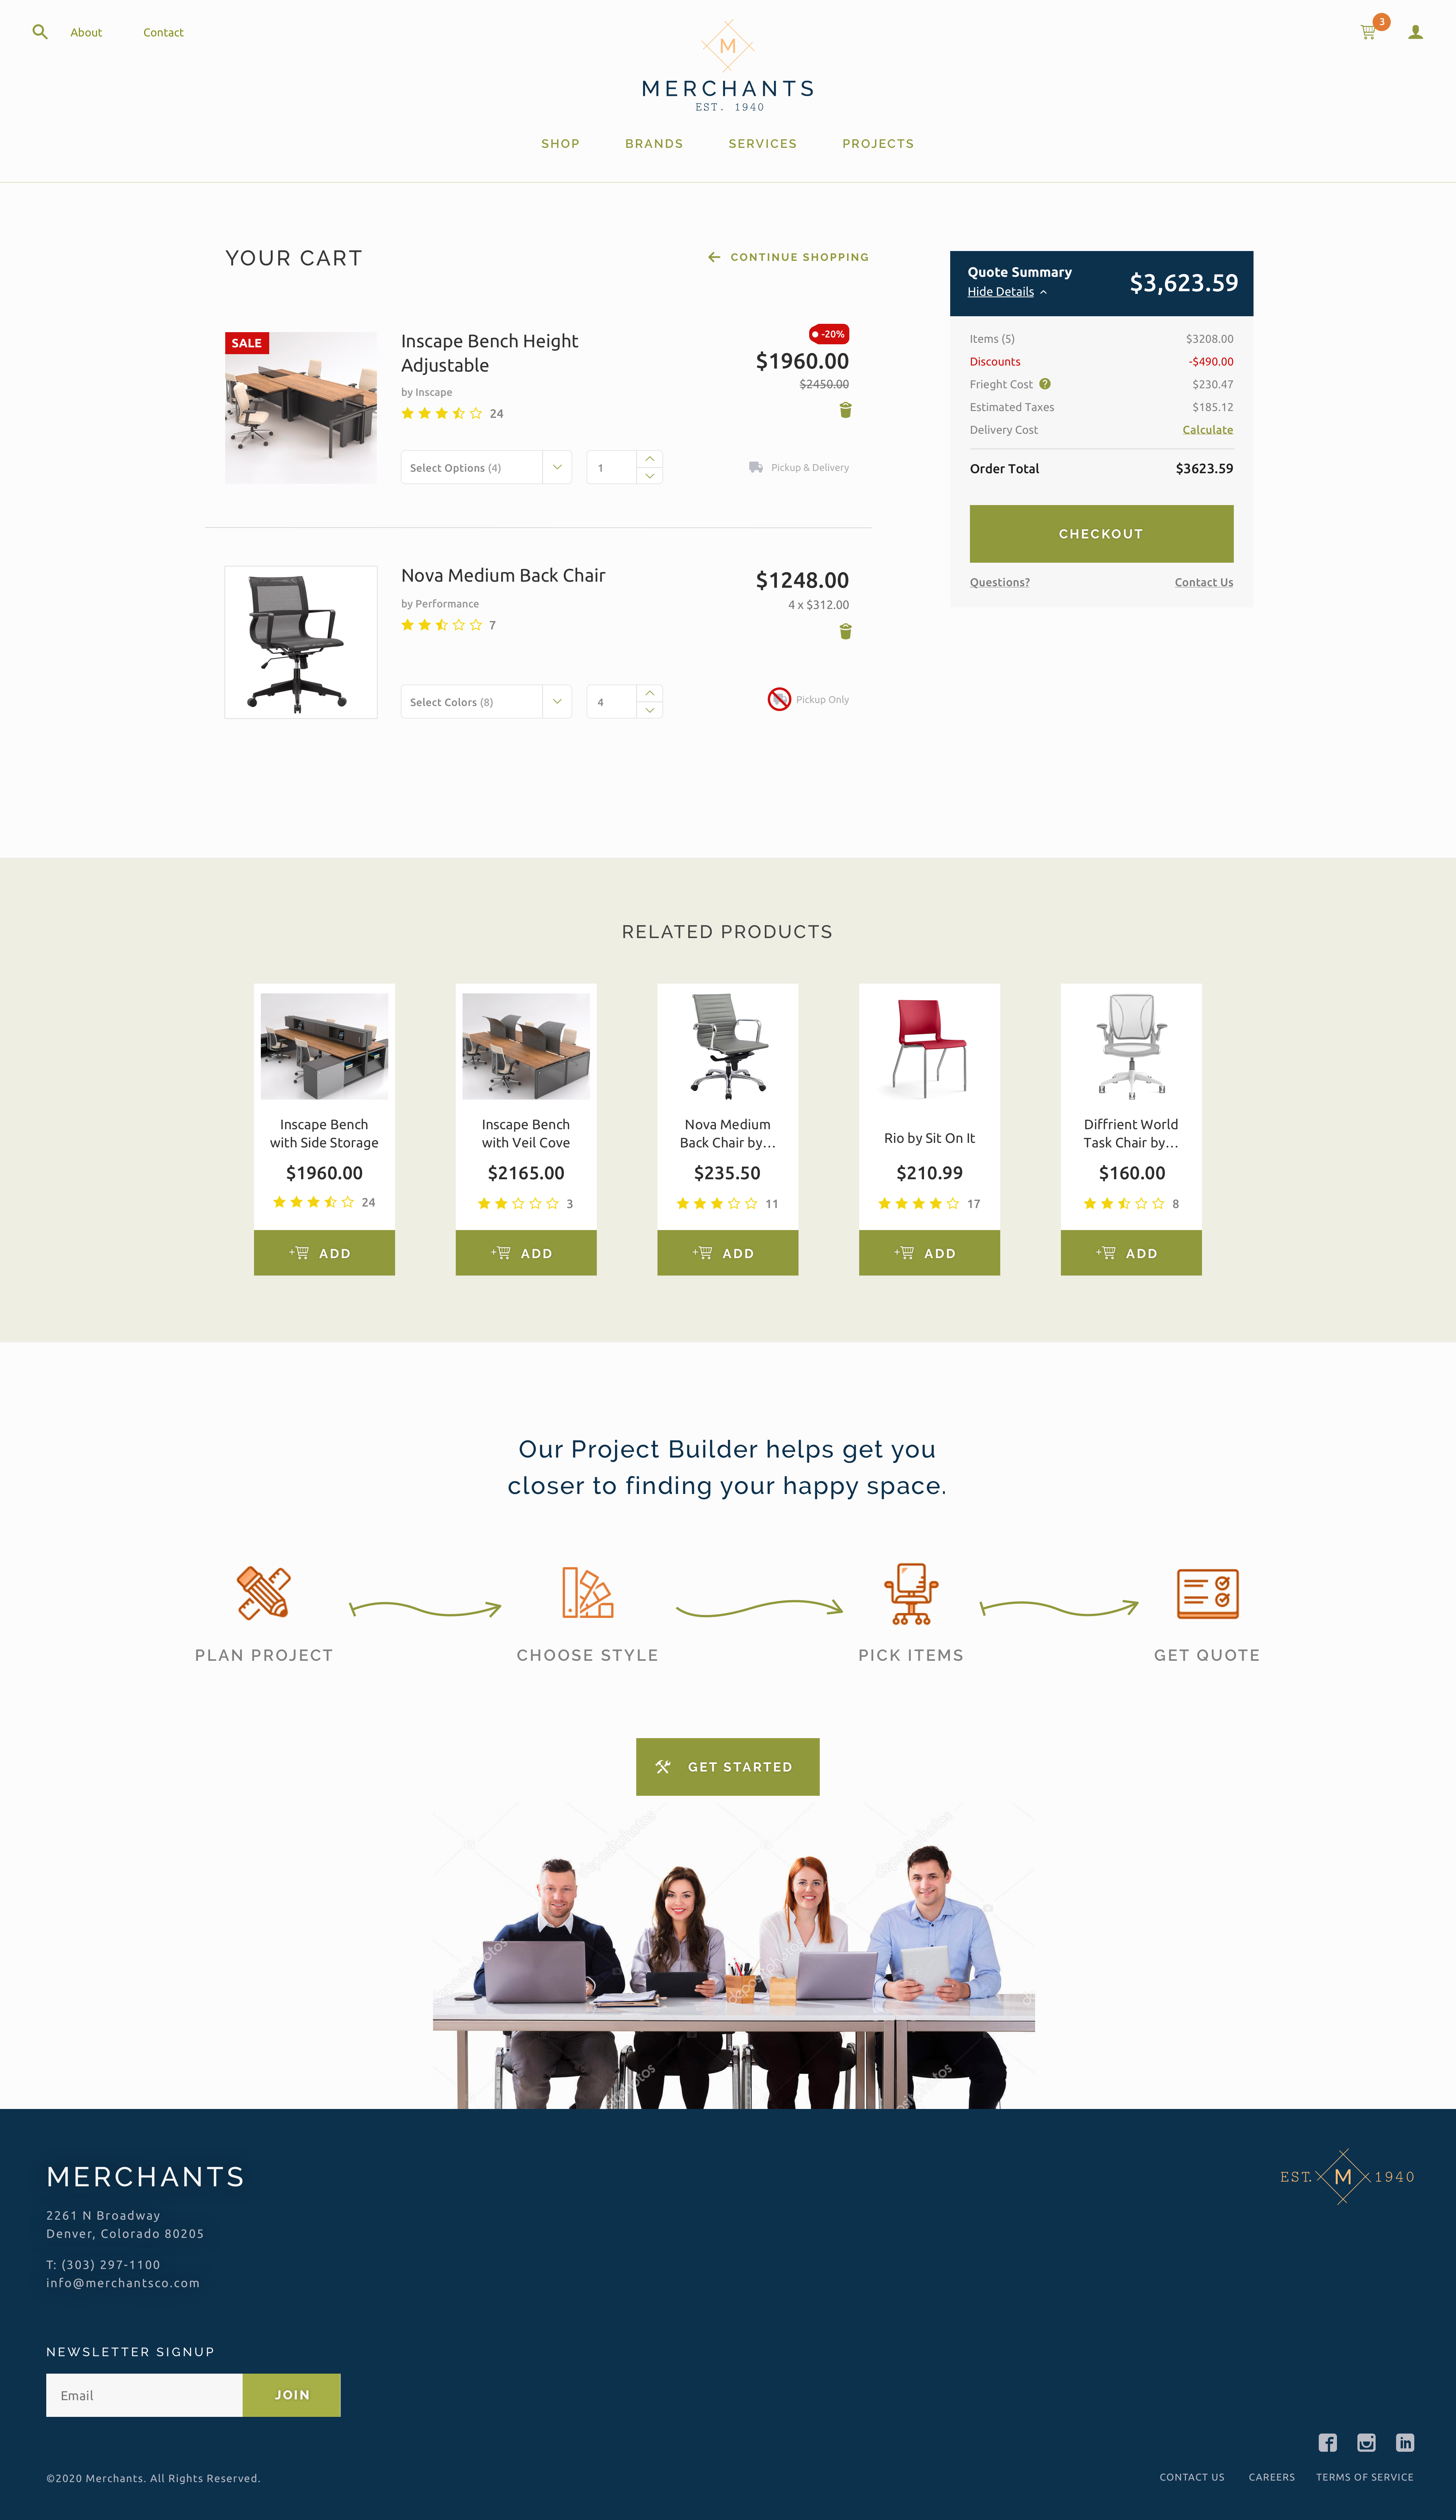 About
Contact
3
M
MERCHANTS
EST. 1940
SHOP
BRANDS
SERVICES
PROJECTS
YOUR CART
CONTINUE SHOPPING
SALE
Inscape Bench Height
Adjustable
by Inscape
24
Select Options (4)
1
-20%
$1960.00
$2450.00
Pickup & Delivery
Nova Medium Back Chair
by Performance
7
Select Colors (8)
4
$1248.00
4 x $312.00
Pickup Only
Quote Summary
Hide Details
$3,623.59
Items (5) $3208.00
Discounts -$490.00
Frieght Cost ? $230.47
Estimated Taxes $185.12
Delivery Cost Calculate
Order Total $3623.59
CHECKOUT
Questions? Contact Us
RELATED PRODUCTS
Inscape Bench
with Side Storage
$1960.00
24
ADD
Inscape Bench
with Veil Cove
$2165.00
3
ADD
Nova Medium
Back Chair by...
$235.50
11
ADD
Rio by Sit On It
$210.99
17
ADD
Diffrient World
Task Chair by...
$160.00
8
ADD
Our Project Builder helps get you
closer to finding your happy space.
PLAN PROJECT
CHOOSE STYLE
PICK ITEMS
GET QUOTE
GET STARTED
depositphotos
depositphotos
depositphotos
depositphotos
MERCHANTS
2261 N Broadway
Denver, Colorado 80205
T: (303) 297-1100
info@merchantsco.com
EST. M 1940
NEWSLETTER SIGNUP
Email
JOIN
©2020 Merchants. All Rights Reserved.
CONTACT US
CAREERS
TERMS OF SERVICE